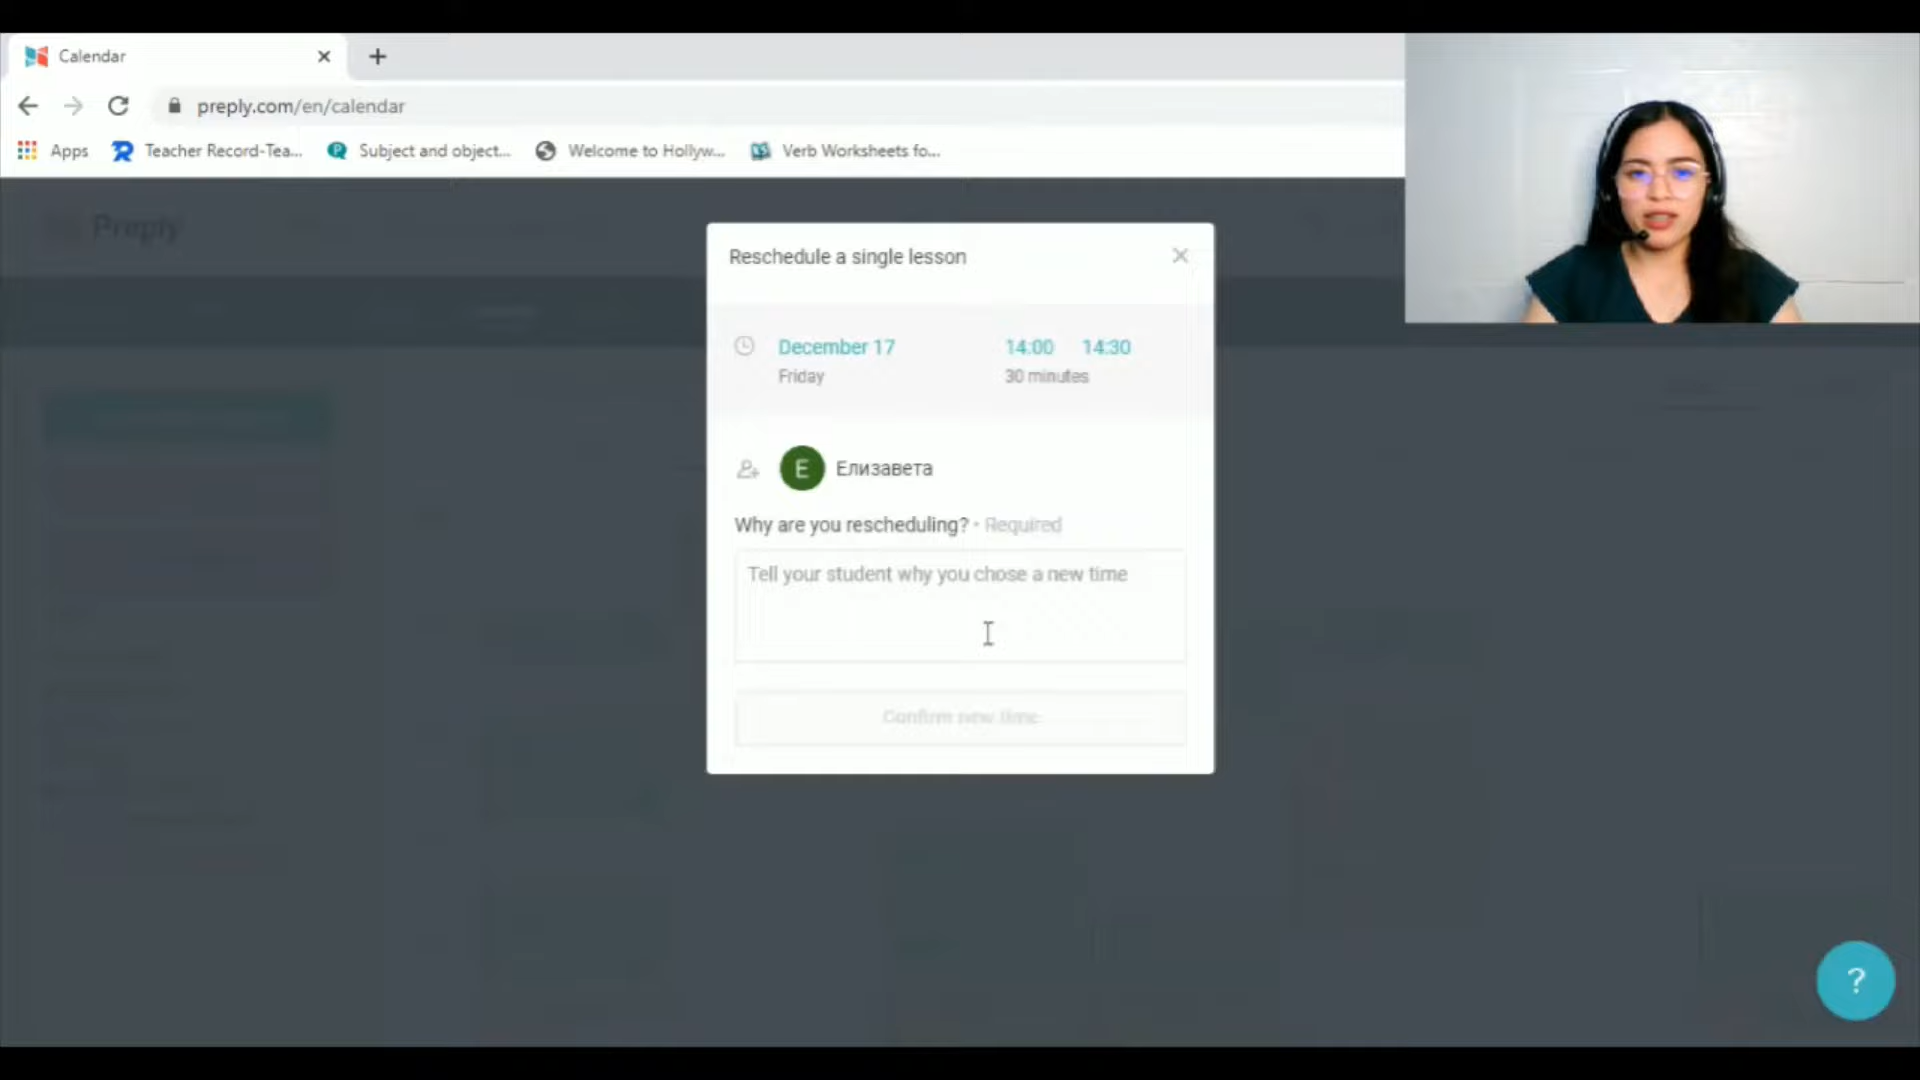 Calendar
preply.com/en/calendar
Apps
Teacher Record-Tea...
Subject and object...
Welcome to Hollyw...
Verb Worksheets fo...
Preply
Reschedule a single lesson
December 17 14:00 14:30
Friday 30 minutes
E Елизавета
Why are you rescheduling? • Required
Tell your student why you chose a new time
Confirm new time
?